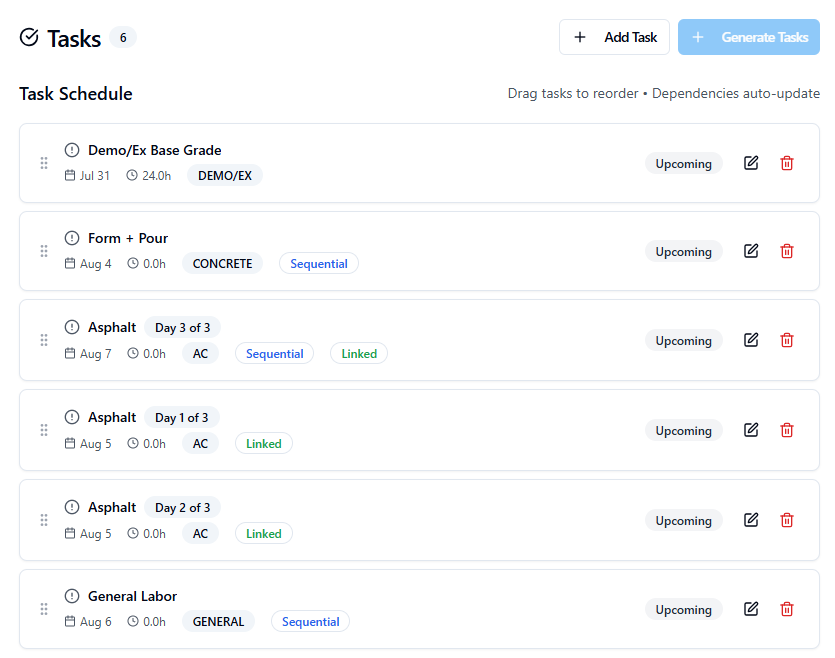 Tasks 6
+ Add Task
+ Generate Tasks
Task Schedule
Drag tasks to reorder • Dependencies auto-update
Demo/Ex Base Grade
Jul 31 24.0h DEMO/EX
Upcoming
Form + Pour
Aug 4 0.0h CONCRETE Sequential
Upcoming
Asphalt Day 3 of 3
Aug 7 0.0h AC Sequential Linked
Upcoming
Asphalt Day 1 of 3
Aug 5 0.0h AC Linked
Upcoming
Asphalt Day 2 of 3
Aug 5 0.0h AC Linked
Upcoming
General Labor
Aug 6 0.0h GENERAL Sequential
Upcoming